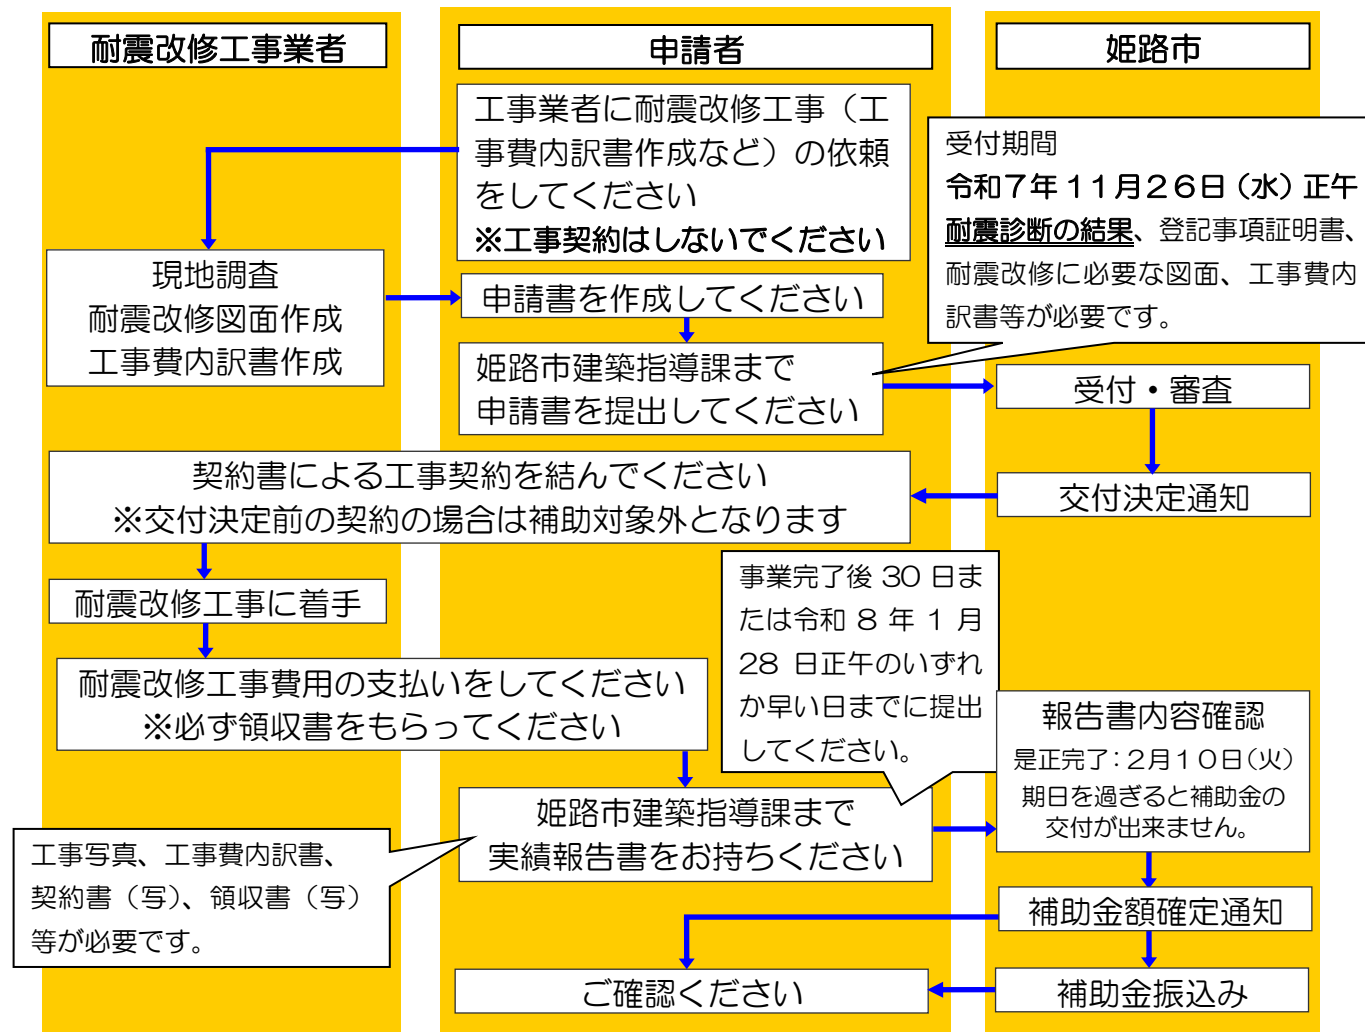 耐震改修工事業者
申請者
姫路市
工事業者に耐震改修工事（工
事費内訳書作成など）の依頼
をしてください
※工事契約はしないでください
受付期間
令和７年１１月２６日（水）正午
耐震診断の結果、登記事項証明書、
耐震改修に必要な図面、工事費内
訳書等が必要です。
現地調査
耐震改修図面作成
工事費内訳書作成
申請書を作成してください
姫路市建築指導課まで
申請書を提出してください
受付・審査
交付決定通知
契約書による工事契約を結んでください
※交付決定前の契約の場合は補助対象外となります
耐震改修工事に着手
耐震改修工事費用の支払いをしてください
※必ず領収書をもらってください
事業完了後 30 日ま
たは令和 8 年 1 月
28 日正午のいずれ
か早い日までに提出
してください。
姫路市建築指導課まで
実績報告書をお持ちください
工事写真、工事費内訳書、
契約書（写）、領収書（写）
等が必要です。
報告書内容確認
是正完了：２月１０日（火）
期日を過ぎると補助金の
交付が出来ません。
補助金額確定通知
補助金振込み
ご確認ください